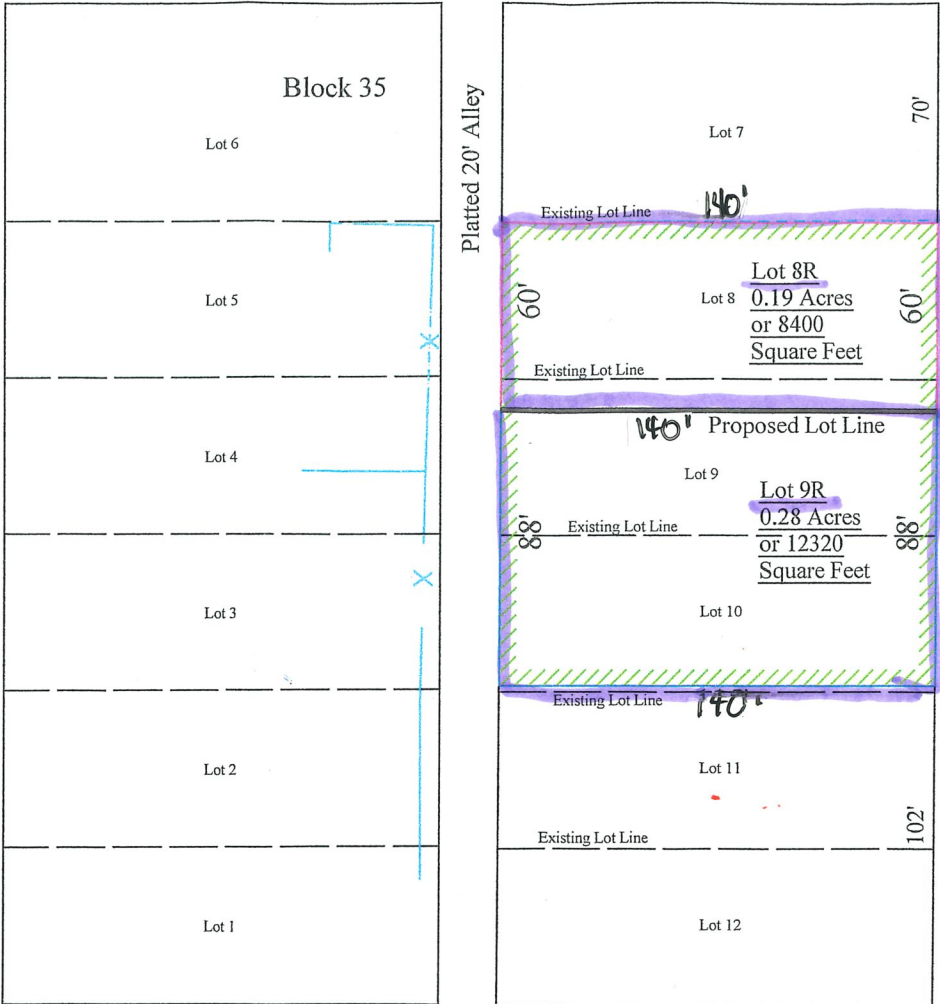 Block 35
Lot 6
Lot 5
Lot 4
Lot 3
Lot 2
Lot 1
Platted 20' Alley
Lot 7
70'
Existing Lot Line
140'
60'
Lot 8
Lot 8R
0.19 Acres
or 8400
Square Feet
60'
Existing Lot Line
140"
Proposed Lot Line
Lot 9
Lot 9R
0.28 Acres
or 12320
Square Feet
88'
Existing Lot Line
88'
Lot 10
Existing Lot Line
140'
Lot 11
102'
Existing Lot Line
Lot 12